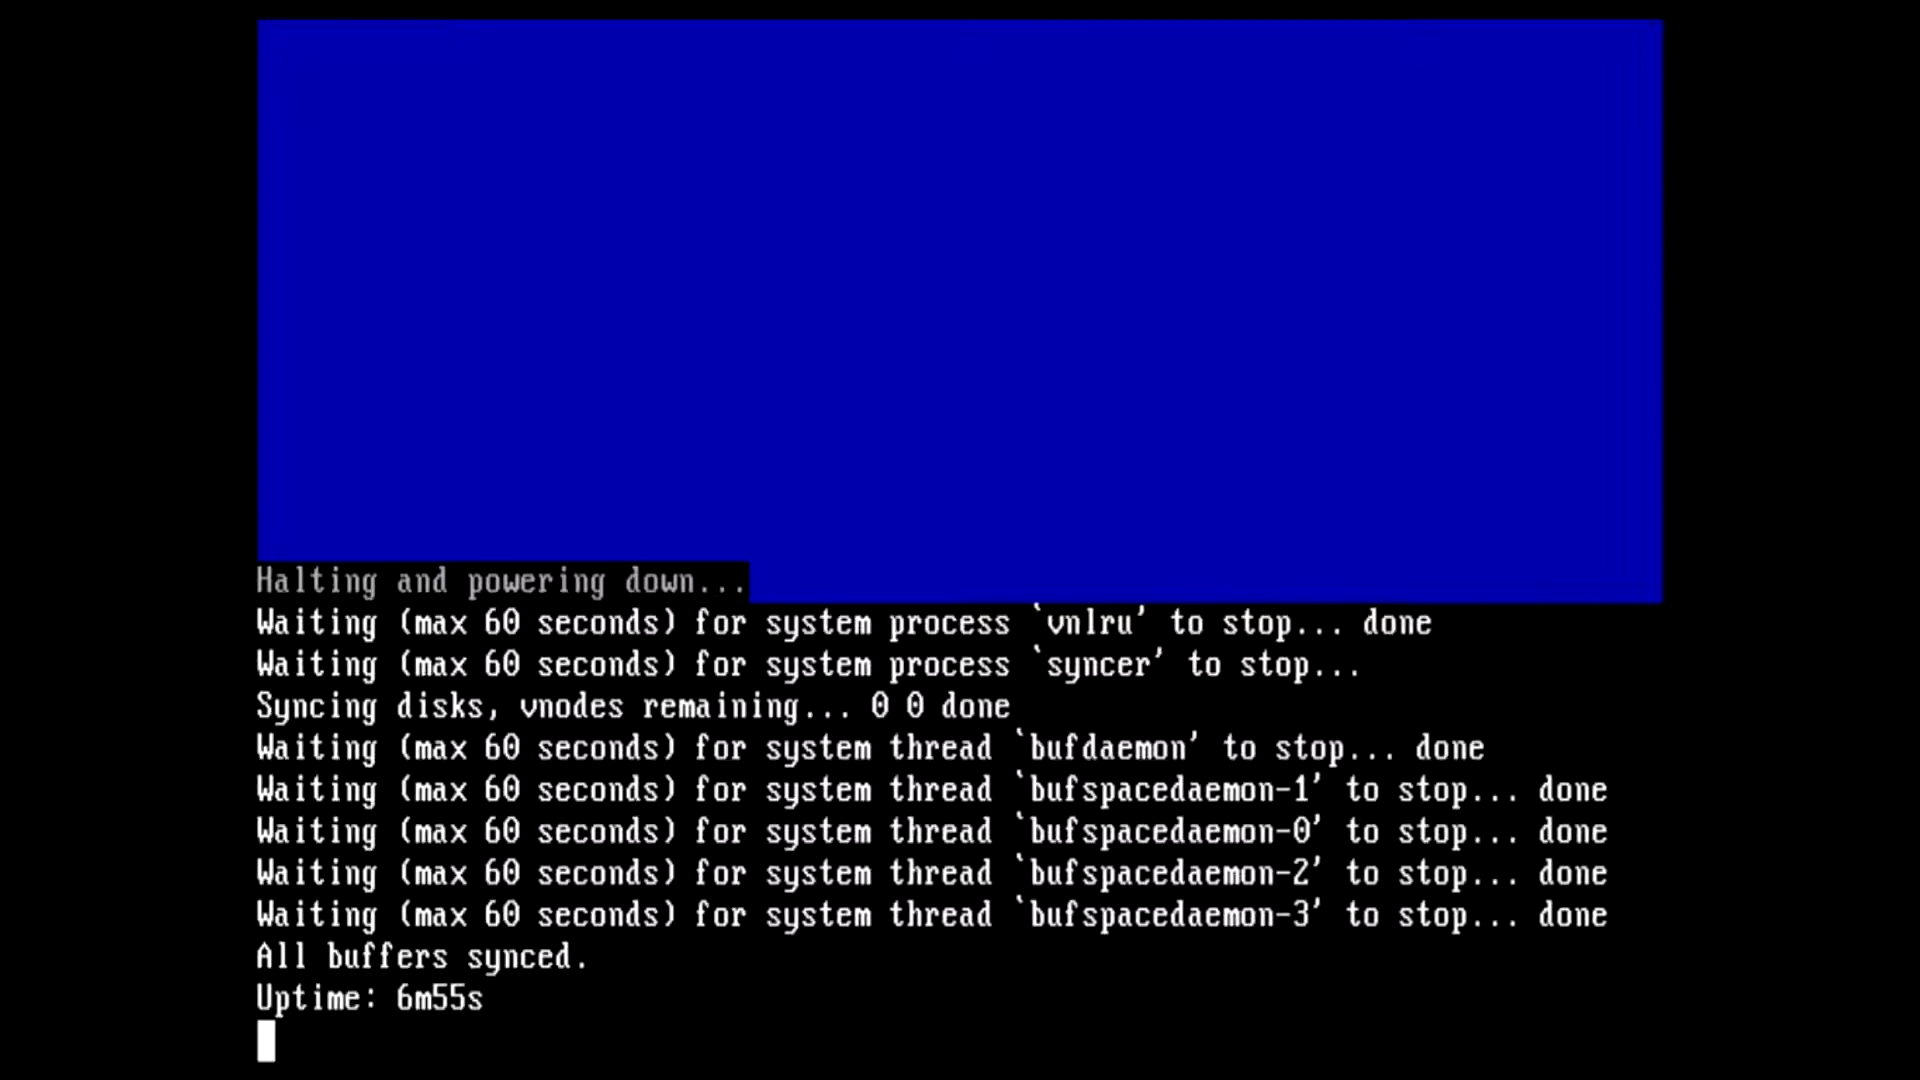 Halting and powering down...
Waiting (max 60 seconds) for system process `vnlru' to stop... done
Waiting (max 60 seconds) for system process `syncer' to stop...
Syncing disks, vnodes remaining... 0 0 done
Waiting (max 60 seconds) for system thread `bufdaemon' to stop... done
Waiting (max 60 seconds) for system thread `bufspacedaemon-1' to stop... done
Waiting (max 60 seconds) for system thread `bufspacedaemon-0' to stop... done
Waiting (max 60 seconds) for system thread `bufspacedaemon-2' to stop... done
Waiting (max 60 seconds) for system thread `bufspacedaemon-3' to stop... done
All buffers synced.
Uptime: 6m55s